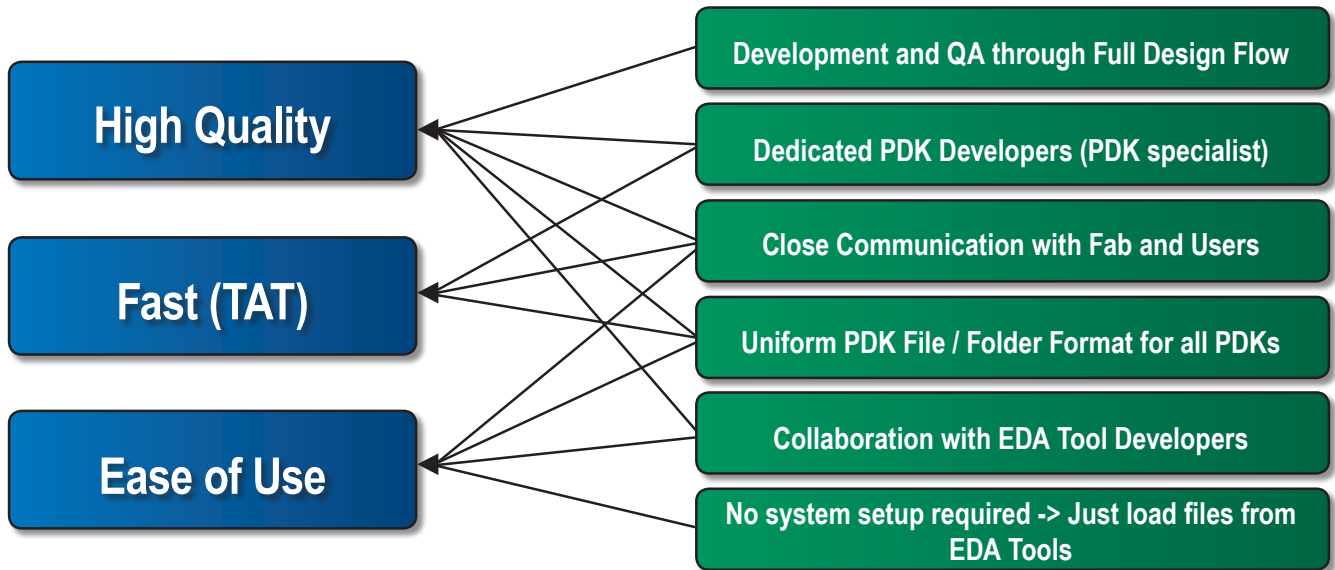 High Quality
Fast (TAT)
Ease of Use
Development and QA through Full Design Flow
Dedicated PDK Developers (PDK specialist)
Close Communication with Fab and Users
Uniform PDK File / Folder Format for all PDKs
Collaboration with EDA Tool Developers
No system setup required -> Just load files from
EDA Tools